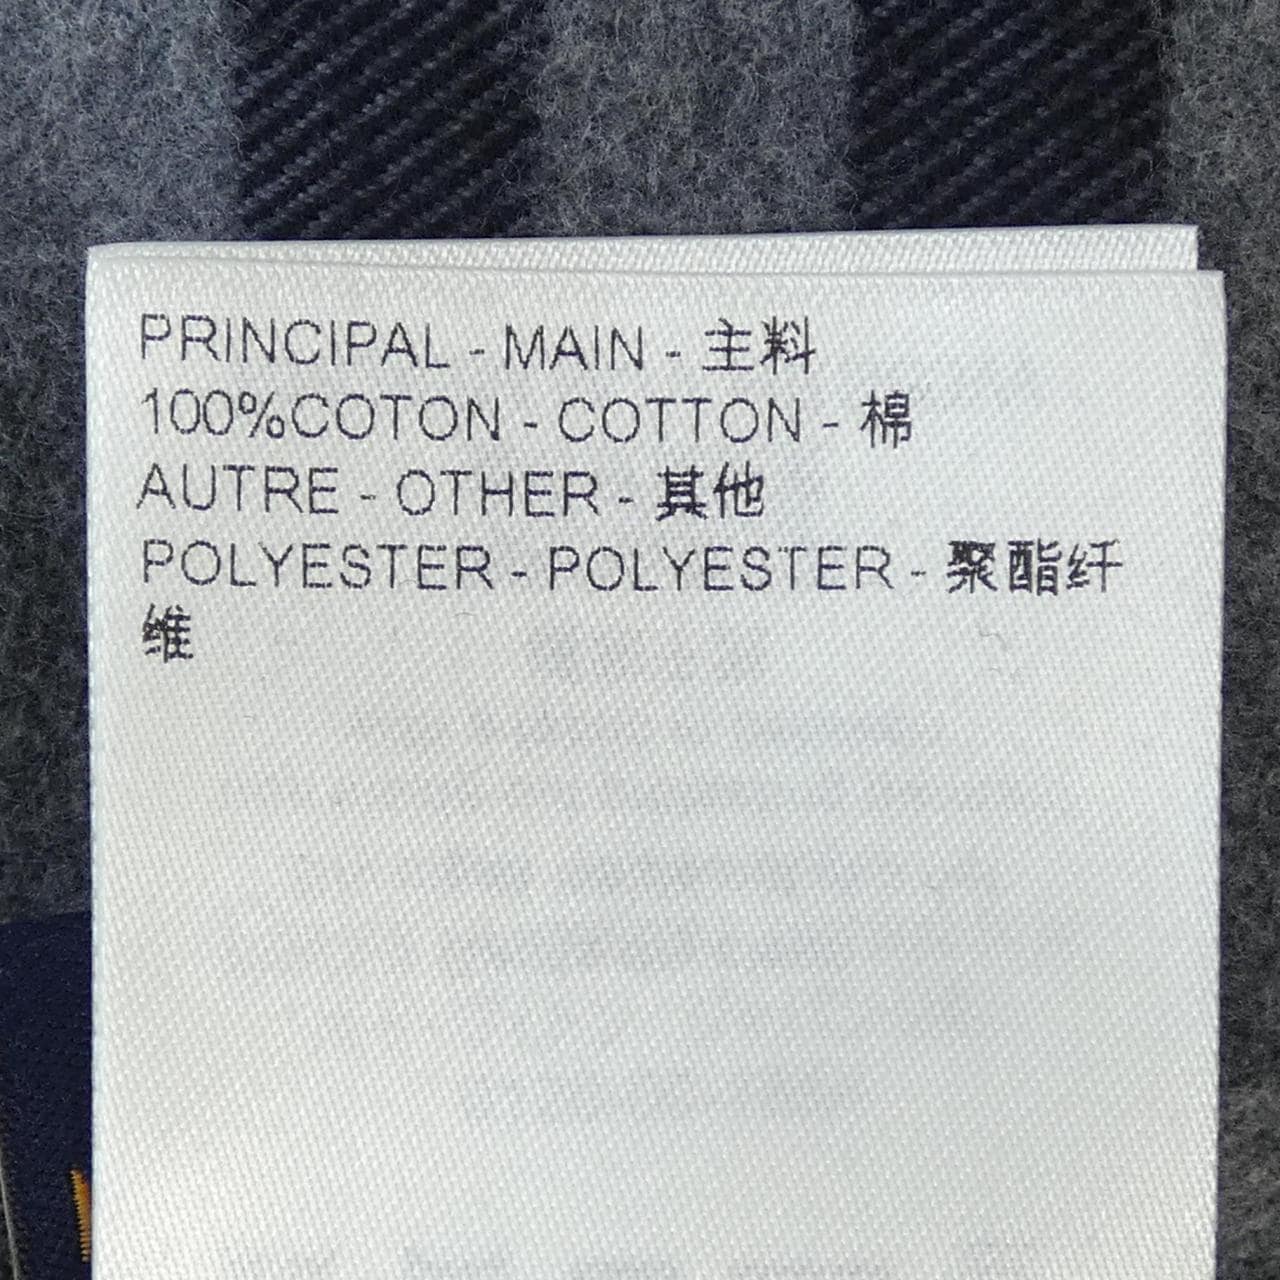 PRINCIPAL - MAIN - 主料
100%COTON - COTTON - 棉
AUTRE - OTHER - 其他
POLYESTER - POLYESTER - 聚酯纤
维